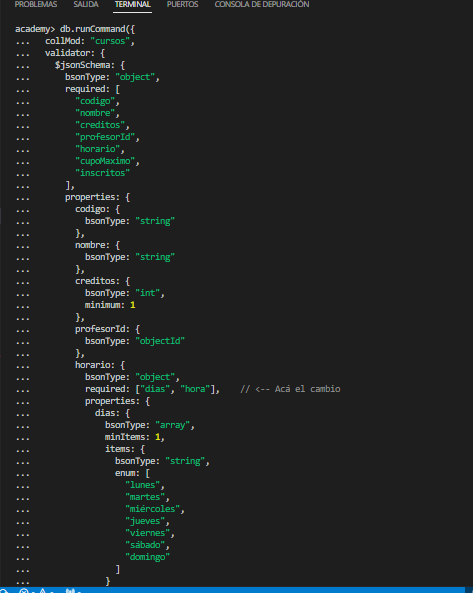 PROBLEMAS SALIDA TERMINAL PUERTOS CONSOLA DE DEPURACIÓN
academy> db.runCommand({
... collMod: "cursos",
... validator: {
... $jsonSchema: {
... bsonType: "object",
... required: [
... "codigo",
... "nombre",
... "creditos",
... "profesorId",
... "horario",
... "cupoMaximo",
... "inscritos"
... ],
... properties: {
... codigo: {
... bsonType: "string"
... },
... nombre: {
... bsonType: "string"
... },
... creditos: {
... bsonType: "int",
... minimum: 1
... },
... profesorId: {
... bsonType: "objectId"
... },
... horario: {
... bsonType: "object",
... required: ["dias", "hora"], // <-- Acá el cambio
... properties: {
... dias: {
... bsonType: "array",
... minItems: 1,
... items: {
... bsonType: "string",
... enum: [
... "lunes",
... "martes",
... "miércoles",
... "jueves",
... "viernes",
... "sábado",
... "domingo"
... ]
... }